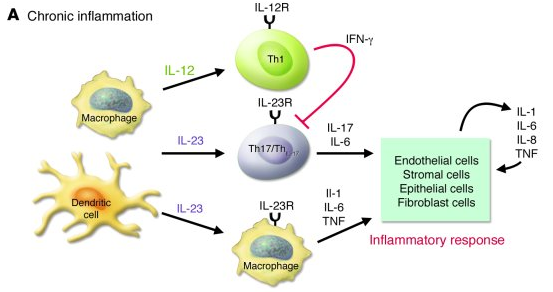 A Chronic inflammation
IL-12R
IFN-γ
Th1
IL-12
Macrophage
IL-23R
IL-23
Th17/Th
IL-17
IL-6
Dendritic
cell
IL-23
IL-23R
Macrophage
Il-1
IL-6
TNF
Endothelial cells
Stromal cells
Epithelial cells
Fibroblast cells
Inflammatory response
IL-1
IL-6
IL-8
TNF